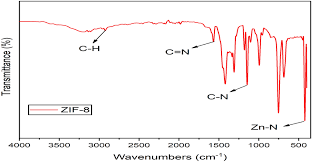 Transmittance (%)
C-H
C=N
C-N
Zn-N
ZIF-8
4000 3500 3000 2500 2000 1500 1000 500
Wavenumbers (cm-1)